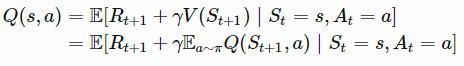 Q(s, a) = 𝔼[R_{t+1} + γV(S_{t+1}) | S_t = s, A_t = a]
= 𝔼[R_{t+1} + γ𝔼_{a∼π}Q(S_{t+1}, a) | S_t = s, A_t = a]